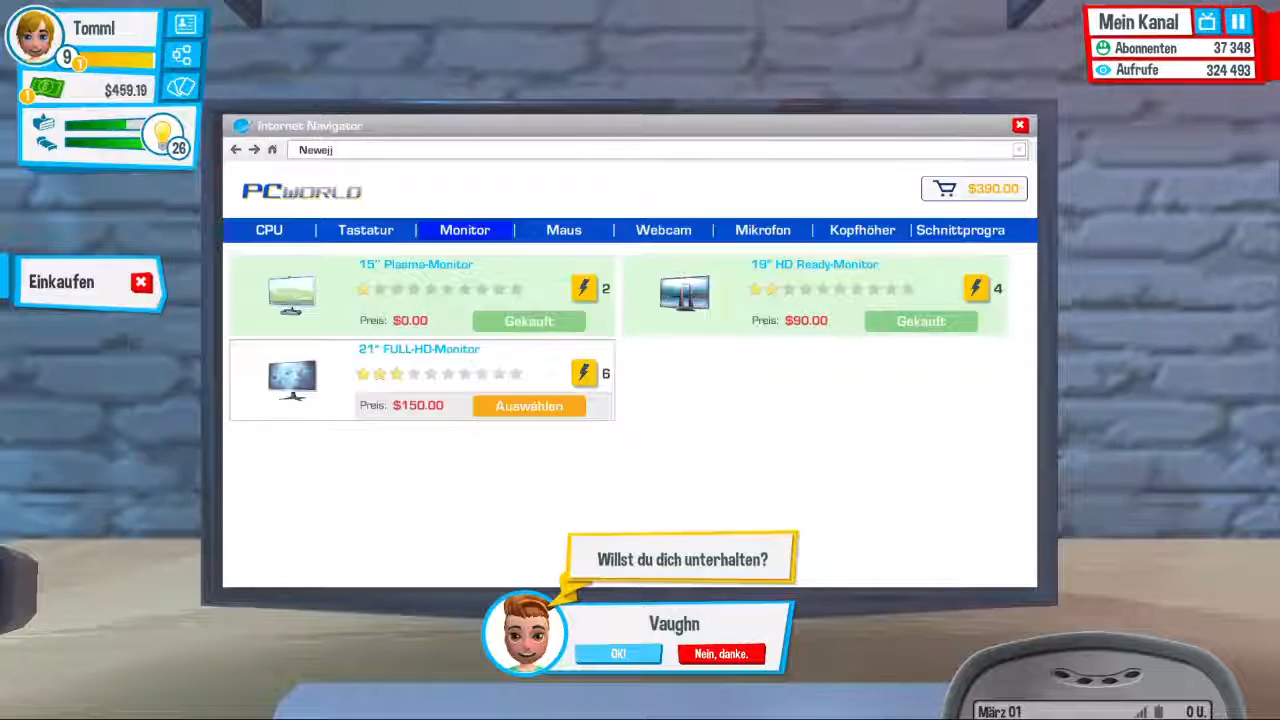 Tomml
9
1
1
$459.19
26
Mein Kanal
Abonnenten 37 348
Aufrufe 324 493
Einkaufen
Internet Navigator
Newejj
PCWORLD
$390.00
CPU | Tastatur | Monitor | Maus | Webcam | Mikrofon | Kopfhöher | Schnittprogra
15" Plasma-Monitor
2
Preis: $0.00 Gekauft
19" HD Ready-Monitor
4
Preis: $90.00 Gekauft
21" FULL-HD-Monitor
6
Preis: $150.00 Auswählen
Willst du dich unterhalten?
Vaughn
OK!
Nein, danke.
März 01 0 U.